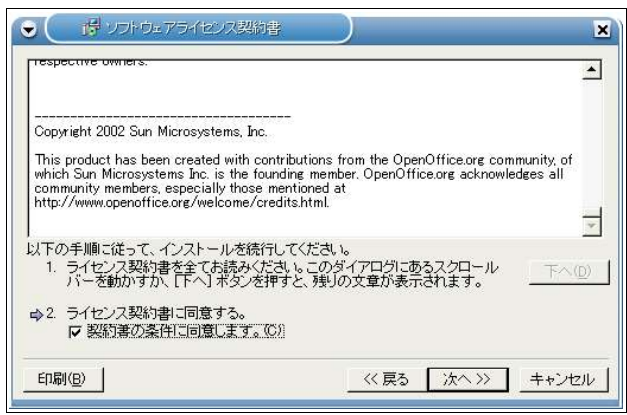 ソフトウェアライセンス契約書
respective owners.
------------------------------------
Copyright 2002 Sun Microsystems, Inc.
This product has been created with contributions from the OpenOffice.org community, of
which Sun Microsystems Inc. is the founding member. OpenOffice.org acknowledges all
community members, especially those mentioned at
http://www.openoffice.org/welcome/credits.html.
以下の手順に従って、インストールを続行してください。
1. ライセンス契約書を全てお読みください。このダイアログにあるスクロール
バーを動かすか、[下へ] ボタンを押すと、残りの文章が表示されます。
下へ(D)
2. ライセンス契約書に同意する。
契約書の条件に同意します。(C)
印刷(B)
<< 戻る
次へ >>
キャンセル